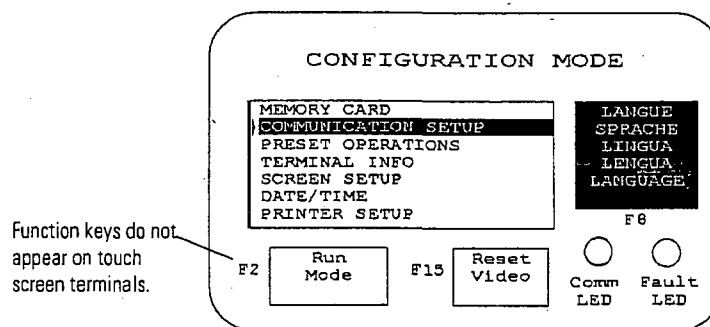 CONFIGURATION MODE
MEMORY CARD
COMMUNICATION SETUP
PRESET OPERATIONS
TERMINAL INFO
SCREEN SETUP
DATE/TIME
PRINTER SETUP
LANGUE
SPRACHE
LINGUA
LENGUA
LANGUAGE
F8
Function keys do not
appear on touch
screen terminals.
F2
Run
Mode
F15
Reset
Video
Comm
LED
Fault
LED